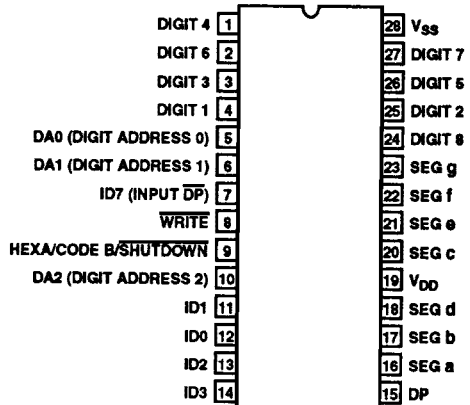 DIGIT 4 1 28 VSS
DIGIT 6 2 27 DIGIT 7
DIGIT 3 3 26 DIGIT 5
DIGIT 1 4 25 DIGIT 2
DA0 (DIGIT ADDRESS 0) 5 24 DIGIT 8
DA1 (DIGIT ADDRESS 1) 6 23 SEG g
ID7 (INPUT D̅P̅) 7 22 SEG f
W̅R̅I̅T̅E̅ 8 21 SEG e
HEXA/CODE B/S̅H̅U̅T̅D̅O̅W̅N̅ 9 20 SEG c
DA2 (DIGIT ADDRESS 2) 10 19 VDD
ID1 11 18 SEG d
ID0 12 17 SEG b
ID2 13 16 SEG a
ID3 14 15 DP